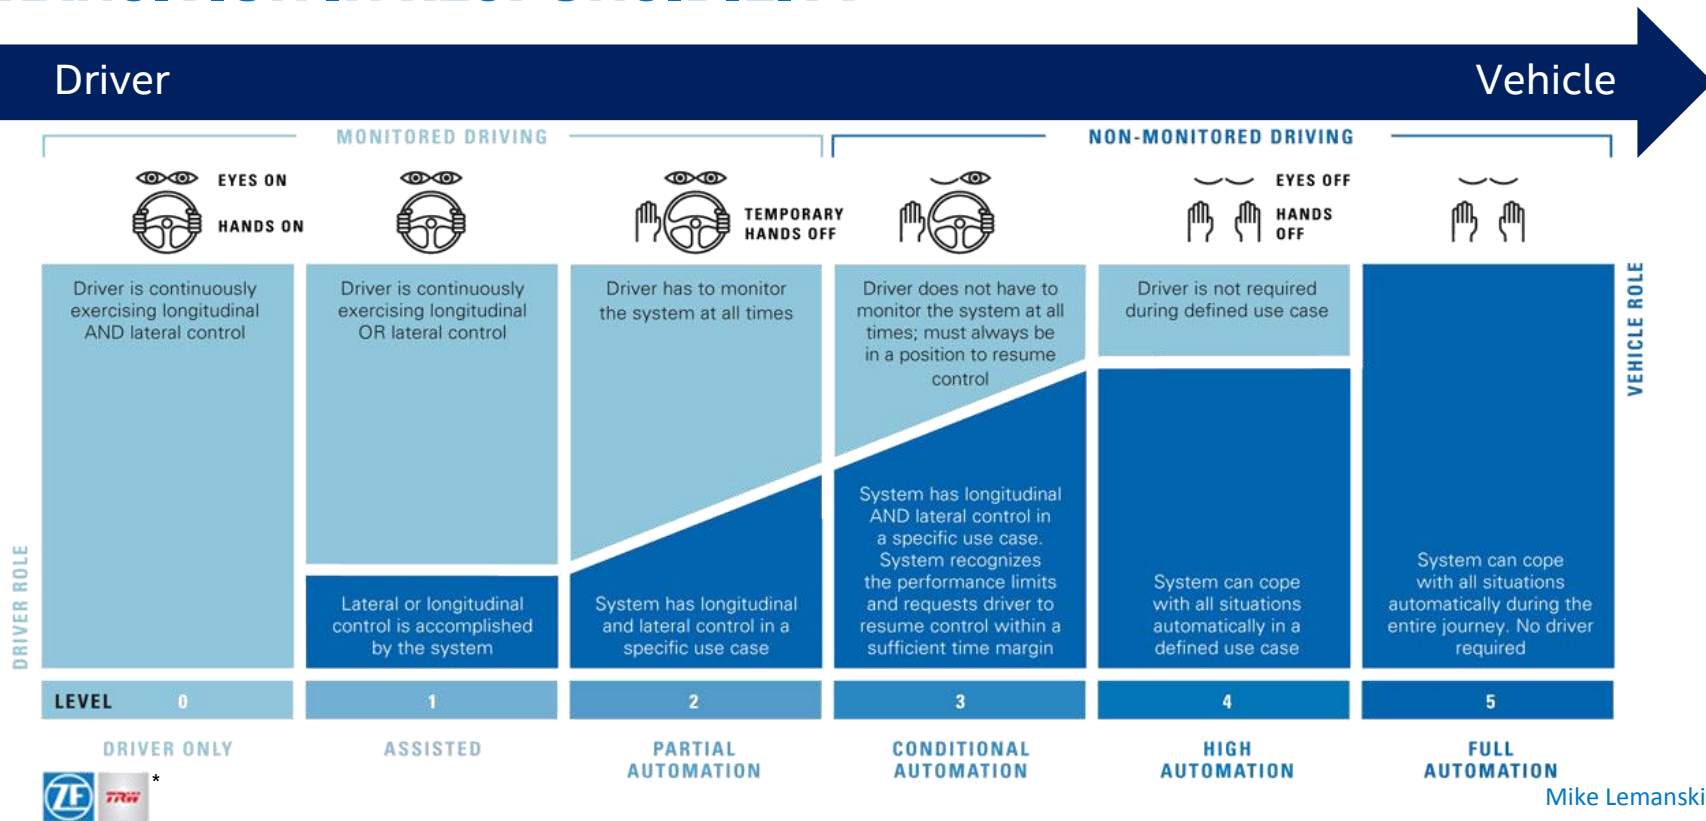 Driver
Vehicle
MONITORED DRIVING
NON-MONITORED DRIVING
EYES ON
HANDS ON
TEMPORARY
HANDS OFF
EYES OFF
HANDS
OFF
Driver is continuously
exercising longitudinal
AND lateral control
Driver is continuously
exercising longitudinal
OR lateral control
Driver has to monitor
the system at all times
Driver does not have to
monitor the system at all
times; must always be
in a position to resume
control
Driver is not required
during defined use case
VEHICLE ROLE
DRIVER ROLE
Lateral or longitudinal
control is accomplished
by the system
System has longitudinal
and lateral control in a
specific use case
System has longitudinal
AND lateral control in
a specific use case.
System recognizes
the performance limits
and requests driver to
resume control within a
sufficient time margin
System can cope
with all situations
automatically in a
defined use case
System can cope
with all situations
automatically during the
entire journey. No driver
required
LEVEL 0
1
2
3
4
5
DRIVER ONLY
ASSISTED
PARTIAL
AUTOMATION
CONDITIONAL
AUTOMATION
HIGH
AUTOMATION
FULL
AUTOMATION
ZF
TRW
*
Mike Lemanski